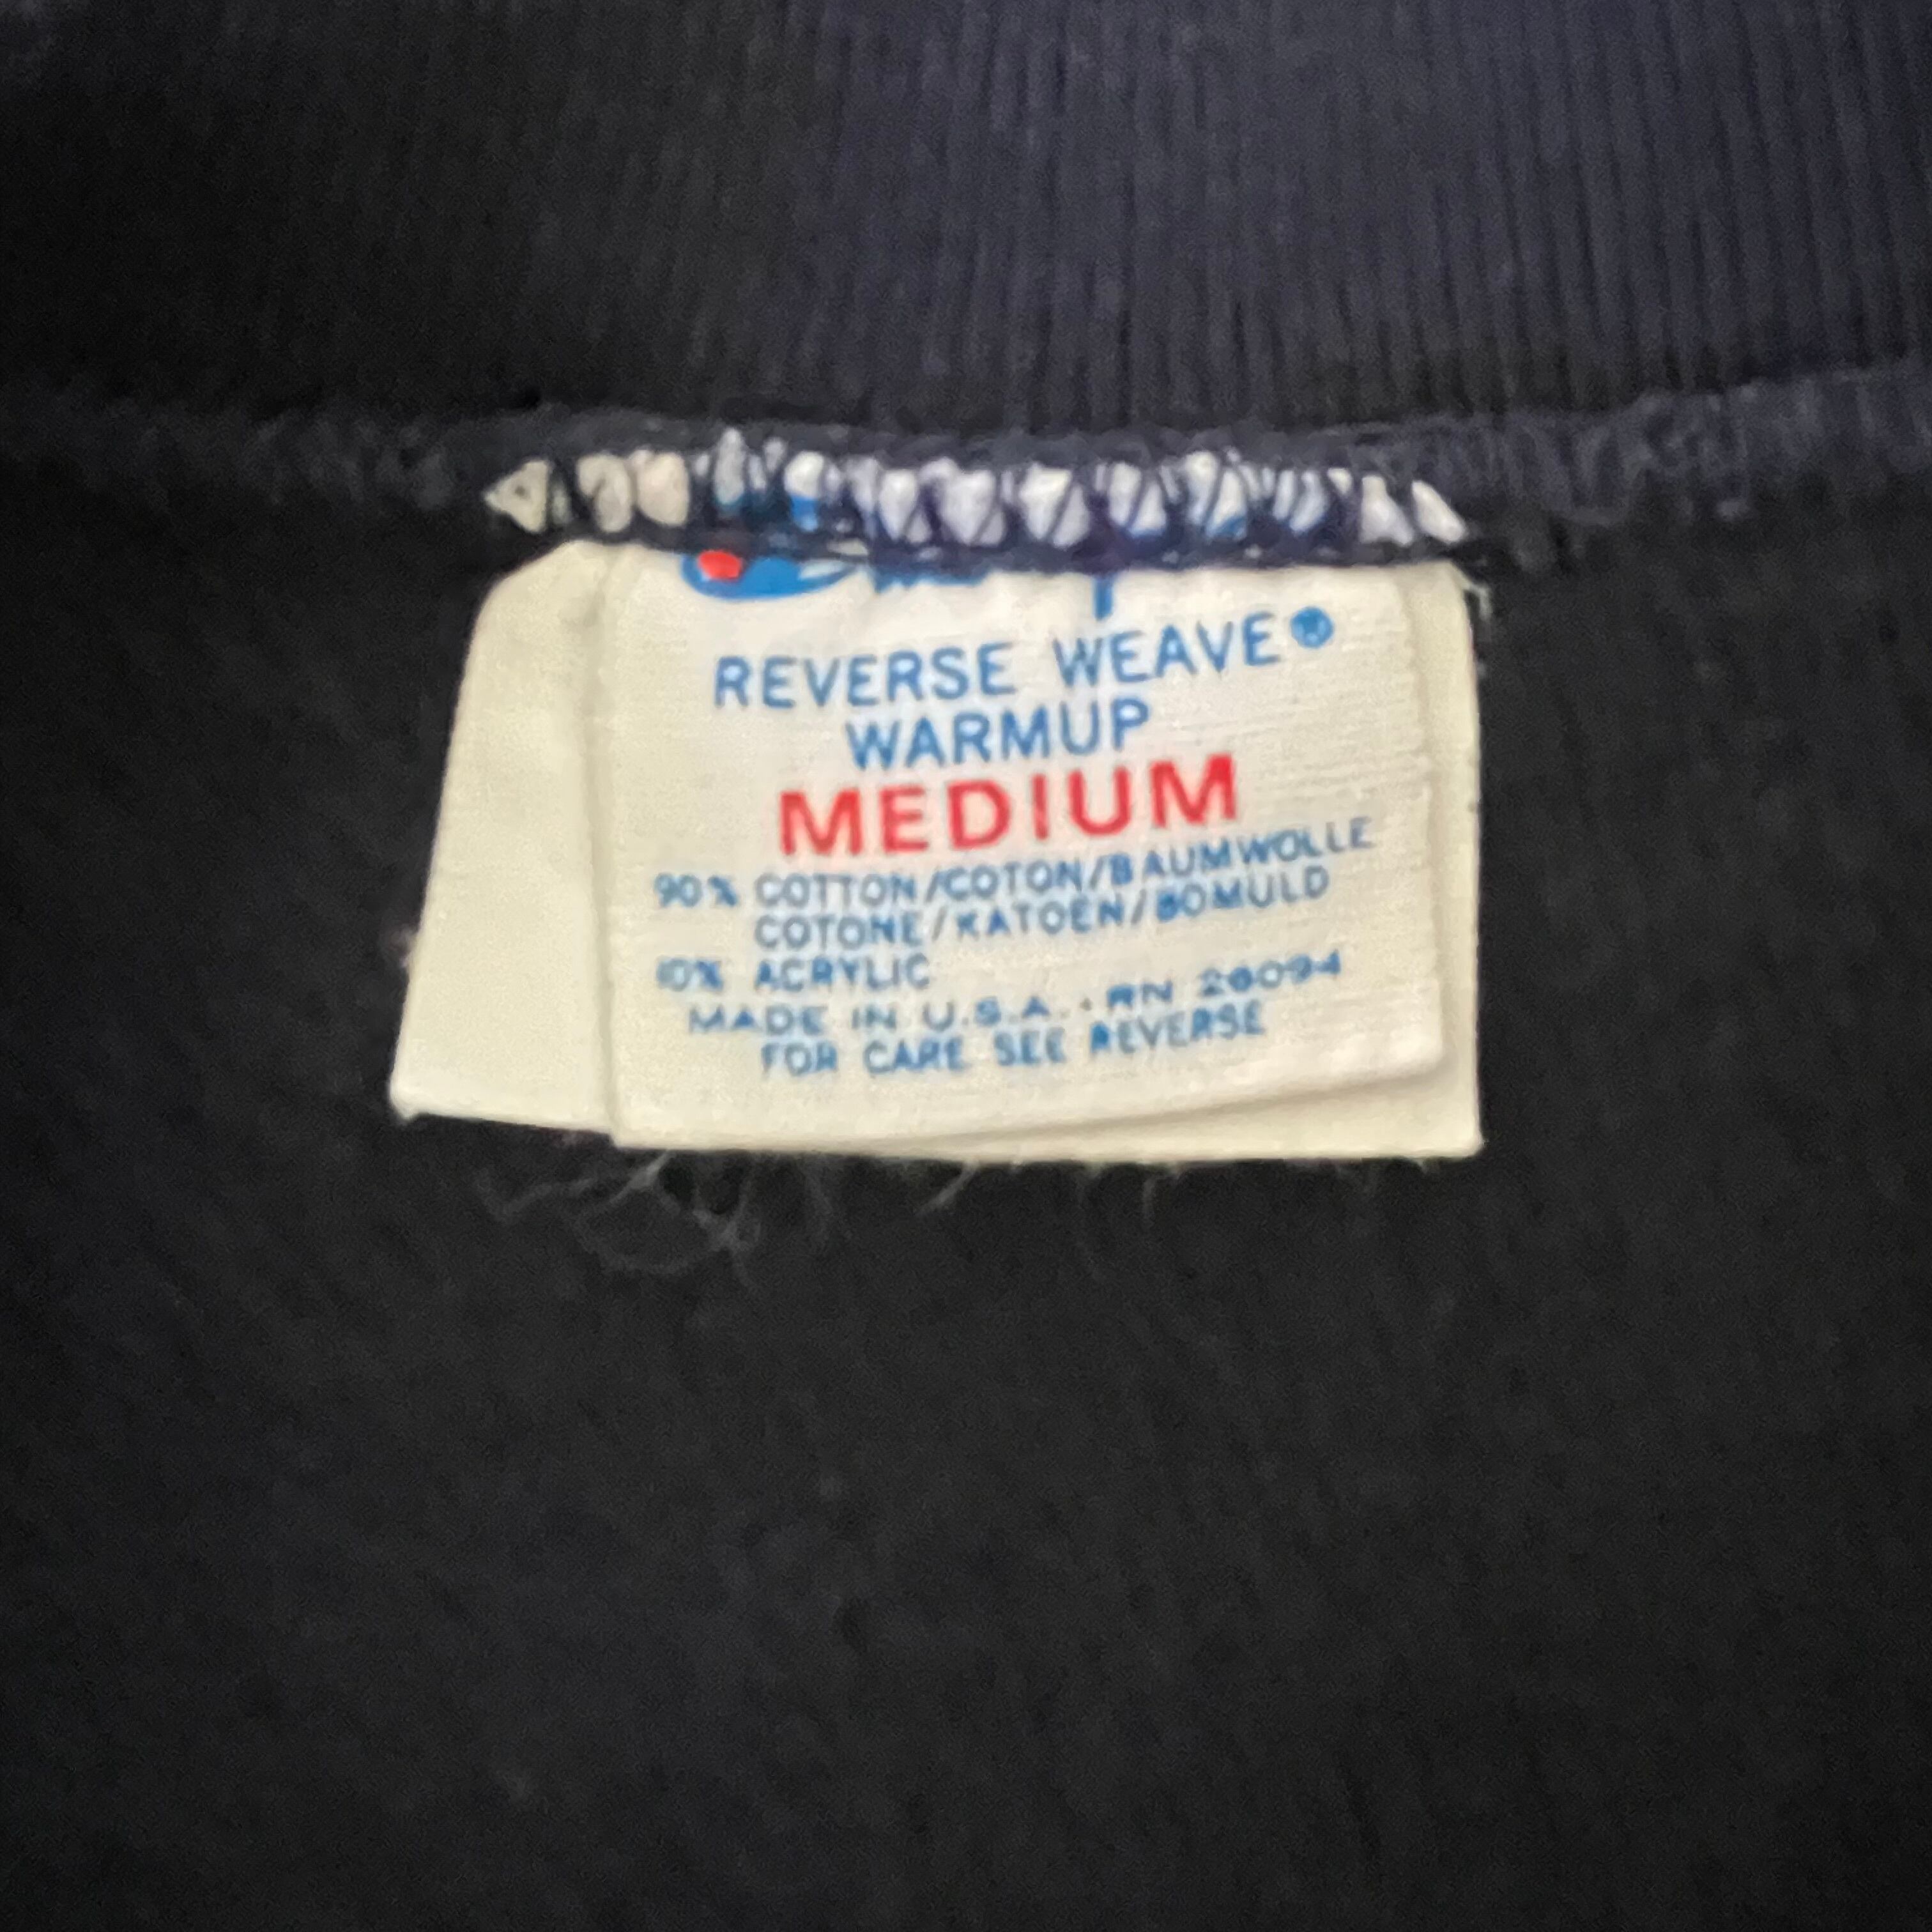 REVERSE WEAVE®
WARMUP
MEDIUM
90% COTTON/COTON/BAUMWOLLE
COTONE/KATOEN/BOMULD
10% ACRYLIC
MADE IN U.S.A. · RN 26094
FOR CARE SEE REVERSE